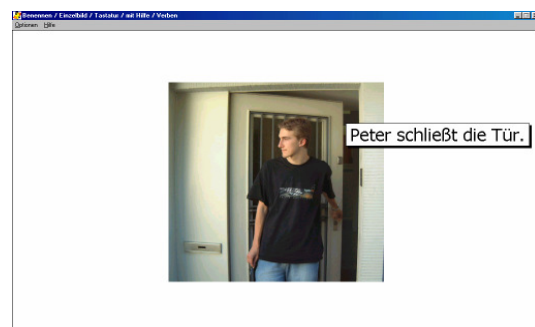 Benennen / Einzelbild / Tastatur / mit Hilfe / Verben
Optionen Hilfe
Peter schließt die Tür.